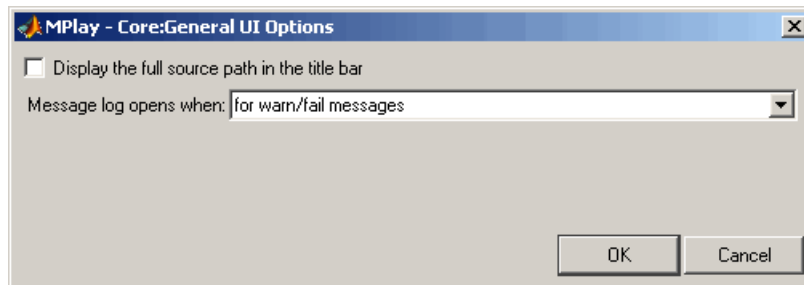 MPlay - Core:General UI Options
Display the full source path in the title bar
Message log opens when: for warn/fail messages
OK Cancel